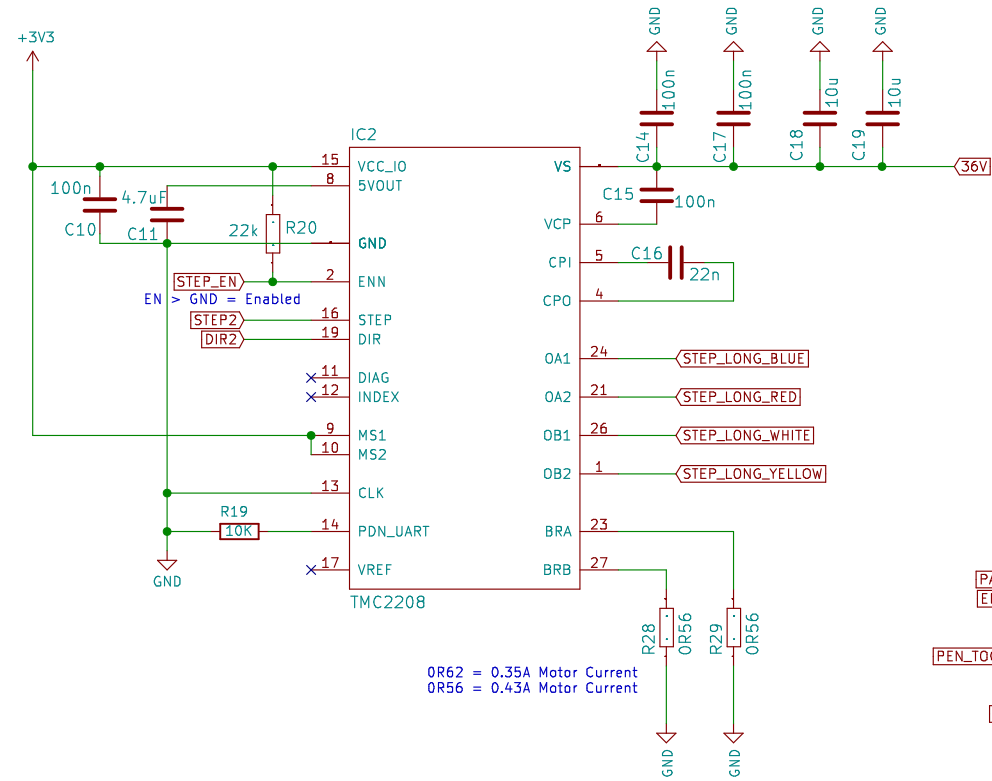 +3V3
GND
GND
GND
GND
100n
100n
10u
10u
C14
C17
C18
C19
IC2
15
VCC_IO
VS
36V
8
5VOUT
100n
4.7uF
C10
C11
22k
R20
C15
100n
VCP
6
GND
CPI
5
C16
22n
STEP_EN
2
ENN
EN > GND = Enabled
CPO
4
STEP2
16
STEP
DIR2
19
DIR
OA1
24
STEP_LONG_BLUE
11
DIAG
12
INDEX
OA2
21
STEP_LONG_RED
9
MS1
OB1
26
STEP_LONG_WHITE
10
MS2
OB2
1
STEP_LONG_YELLOW
13
CLK
R19
10K
14
PDN_UART
BRA
23
17
VREF
BRB
27
GND
TMC2208
R28
0R56
R29
0R56
0R62 = 0.35A Motor Current
0R56 = 0.43A Motor Current
GND
GND